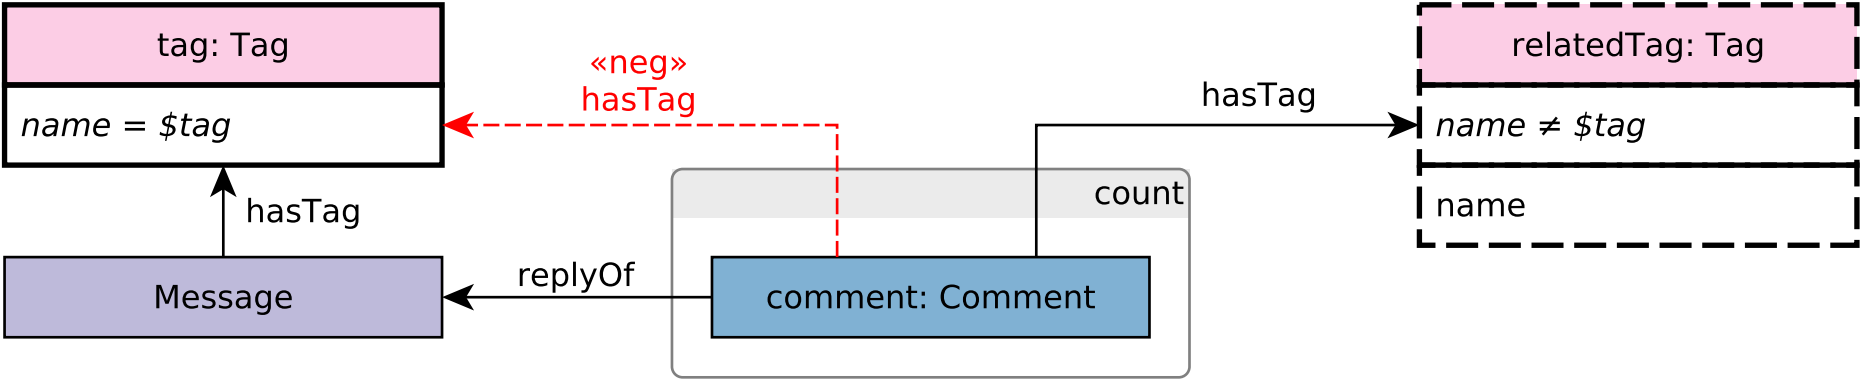 tag: Tag
name = $tag
hasTag
Message
«neg»
hasTag
replyOf
count
comment: Comment
hasTag
relatedTag: Tag
name ≠ $tag
name